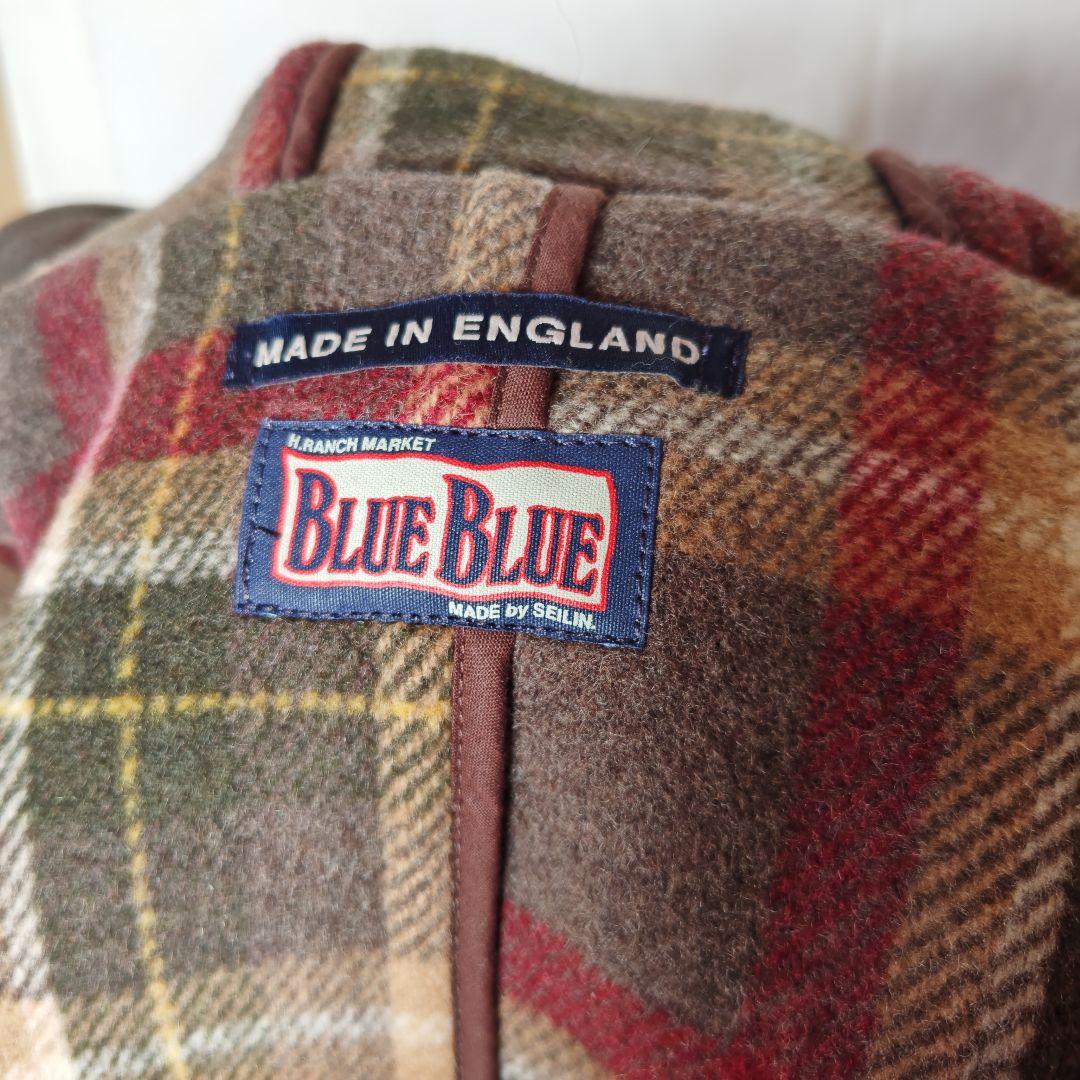 MADE IN ENGLAND
H.RANCH MARKET
BLUE BLUE
MADE by SEILIN.